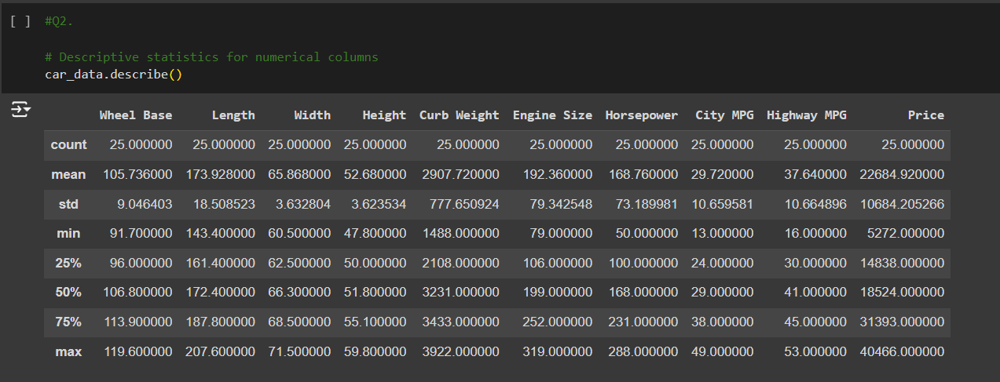 [ ] #Q2.
# Descriptive statistics for numerical columns
car_data.describe()
Wheel Base Length Width Height Curb Weight Engine Size Horsepower City MPG Highway MPG Price
count 25.000000 25.000000 25.000000 25.000000 25.000000 25.000000 25.000000 25.000000 25.000000 25.000000
mean 105.736000 173.928000 65.868000 52.680000 2907.720000 192.360000 168.760000 29.720000 37.640000 22684.920000
std 9.046403 18.508523 3.632804 3.623534 777.650924 79.342548 73.189981 10.659581 10.664896 10684.205266
min 91.700000 143.400000 60.500000 47.800000 1488.000000 79.000000 50.000000 13.000000 16.000000 5272.000000
25% 96.000000 161.400000 62.500000 50.000000 2108.000000 106.000000 100.000000 24.000000 30.000000 14838.000000
50% 106.800000 172.400000 66.300000 51.800000 3231.000000 199.000000 168.000000 29.000000 41.000000 18524.000000
75% 113.900000 187.800000 68.500000 55.100000 3433.000000 252.000000 231.000000 38.000000 45.000000 31393.000000
max 119.600000 207.600000 71.500000 59.800000 3922.000000 319.000000 288.000000 49.000000 53.000000 40466.000000